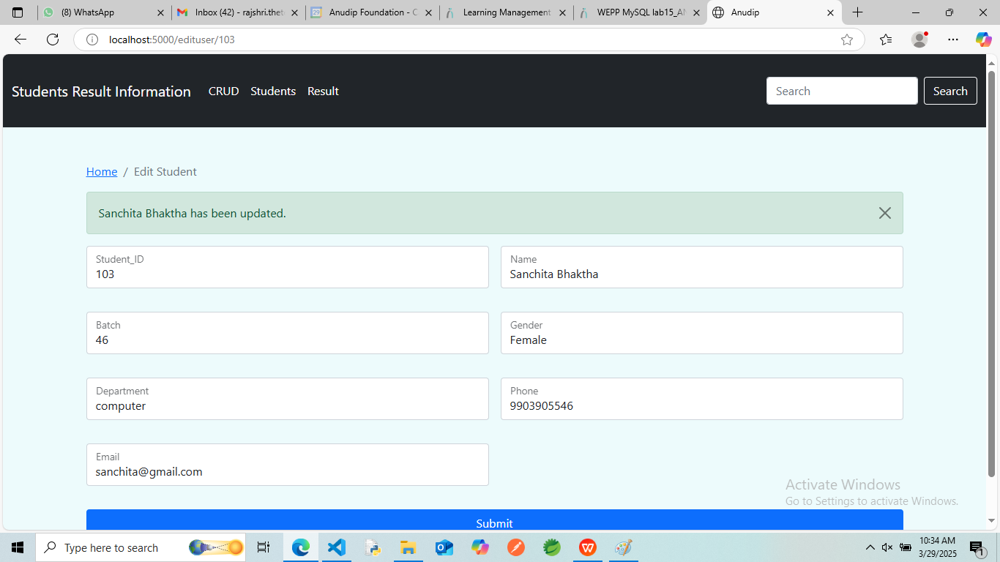 (8) WhatsApp
Inbox (42) - rajshri.thet
Anudip Foundation - C
Learning Management
WEPP MySQL lab15_AN
Anudip
localhost:5000/edituser/103
Students Result Information CRUD Students Result Search Search
Home / Edit Student
Sanchita Bhaktha has been updated.
Student_ID
103
Name
Sanchita Bhaktha
Batch
46
Gender
Female
Department
computer
Phone
9903905546
Email
sanchita@gmail.com
Activate Windows
Go to Settings to activate Windows.
Submit
Type here to search
10:34 AM
3/29/2025
1